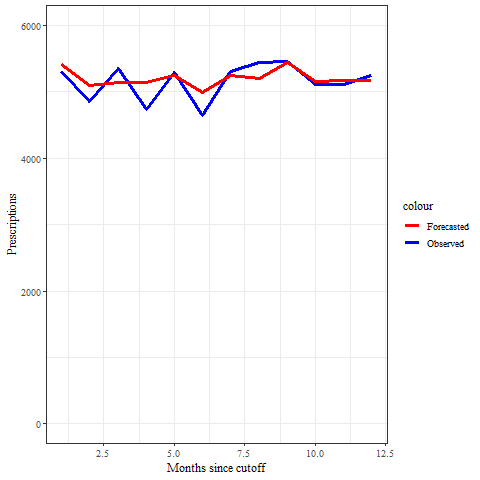 6000
4000
2000
0
Prescriptions
2.5 5.0 7.5 10.0 12.5
Months since cutoff
colour
Forecasted
Observed